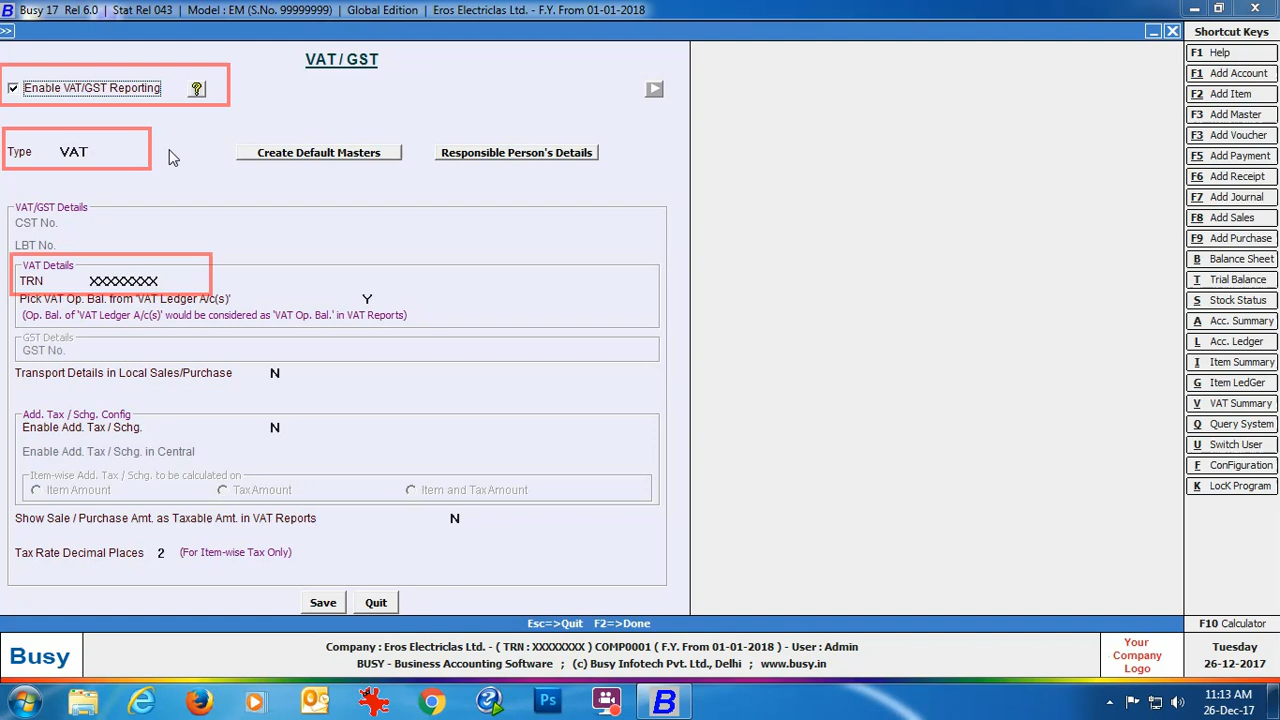 Busy 17 Rel 6.0 | Stat Rel 043 | Model : EM (S.No. 99999999) | Global Edition | Eros Electriclas Ltd. - F.Y. From 01-01-2018
>>
Shortcut Keys
VAT / GST
Enable VAT/GST Reporting ?
Type VAT
Create Default Masters
Responsible Person's Details
VAT/GST Details
CST No.
LBT No.
VAT Details
TRN XXXXXXXXX
Pick VAT Op. Bal. from 'VAT Ledger A/c(s)' Y
(Op. Bal. of 'VAT Ledger A/c(s)' would be considered as 'VAT Op. Bal.' in VAT Reports)
GST Details
GST No.
Transport Details in Local Sales/Purchase N
Add. Tax / Schg. Config
Enable Add. Tax / Schg. N
Enable Add. Tax / Schg. in Central
Item-wise Add. Tax / Schg. to be calculated on
Item Amount Tax Amount Item and Tax Amount
Show Sale / Purchase Amt. as Taxable Amt. in VAT Reports N
Tax Rate Decimal Places 2 (For Item-wise Tax Only)
Save Quit
F1 Help
F1 Add Account
F2 Add Item
F3 Add Master
F3 Add Voucher
F5 Add Payment
F6 Add Receipt
F7 Add Journal
F8 Add Sales
F9 Add Purchase
B Balance Sheet
T Trial Balance
S Stock Status
A Acc. Summary
L Acc. Ledger
I Item Summary
G Item LedGer
V VAT Summary
Q Query System
U Switch User
F ConFiguration
K LocK Program
Esc=>Quit F2=>Done
F10 Calculator
Busy
Company : Eros Electriclas Ltd. - ( TRN : XXXXXXXX ) COMP0001 ( F.Y. From 01-01-2018 ) - User : Admin
BUSY - Business Accounting Software ; (c) Busy Infotech Pvt. Ltd., Delhi ; www.busy.in
Your
Company
Logo
Tuesday
26-12-2017
Ps
B
11:13 AM
26-Dec-17